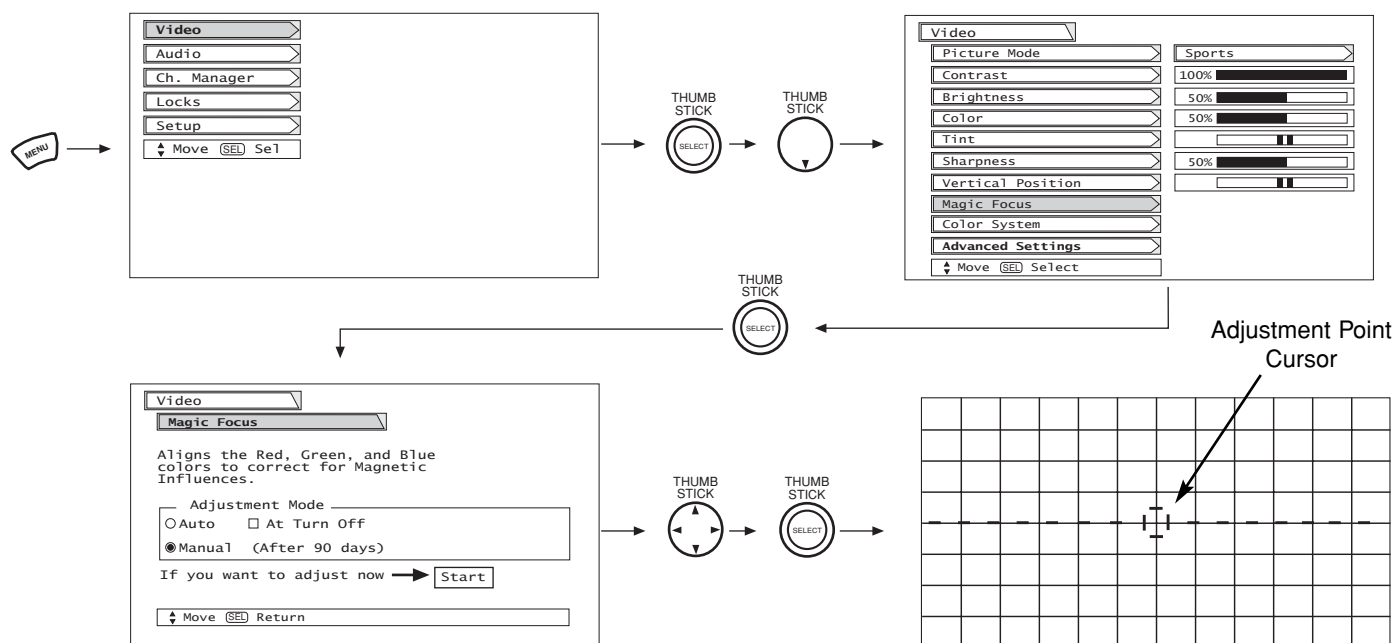 MENU
Video
Audio
Ch. Manager
Locks
Setup
Move SEL Sel
THUMB
STICK
SELECT
THUMB
STICK
Video
Picture Mode Sports
Contrast 100%
Brightness 50%
Color 50%
Tint
Sharpness 50%
Vertical Position
Magic Focus
Color System
Advanced Settings
Move SEL Select
THUMB
STICK
SELECT
Video
Magic Focus
Aligns the Red, Green, and Blue
colors to correct for Magnetic
Influences.
Adjustment Mode
Auto At Turn Off
Manual (After 90 days)
If you want to adjust now Start
Move SEL Return
THUMB
STICK
THUMB
STICK
SELECT
Adjustment Point
Cursor